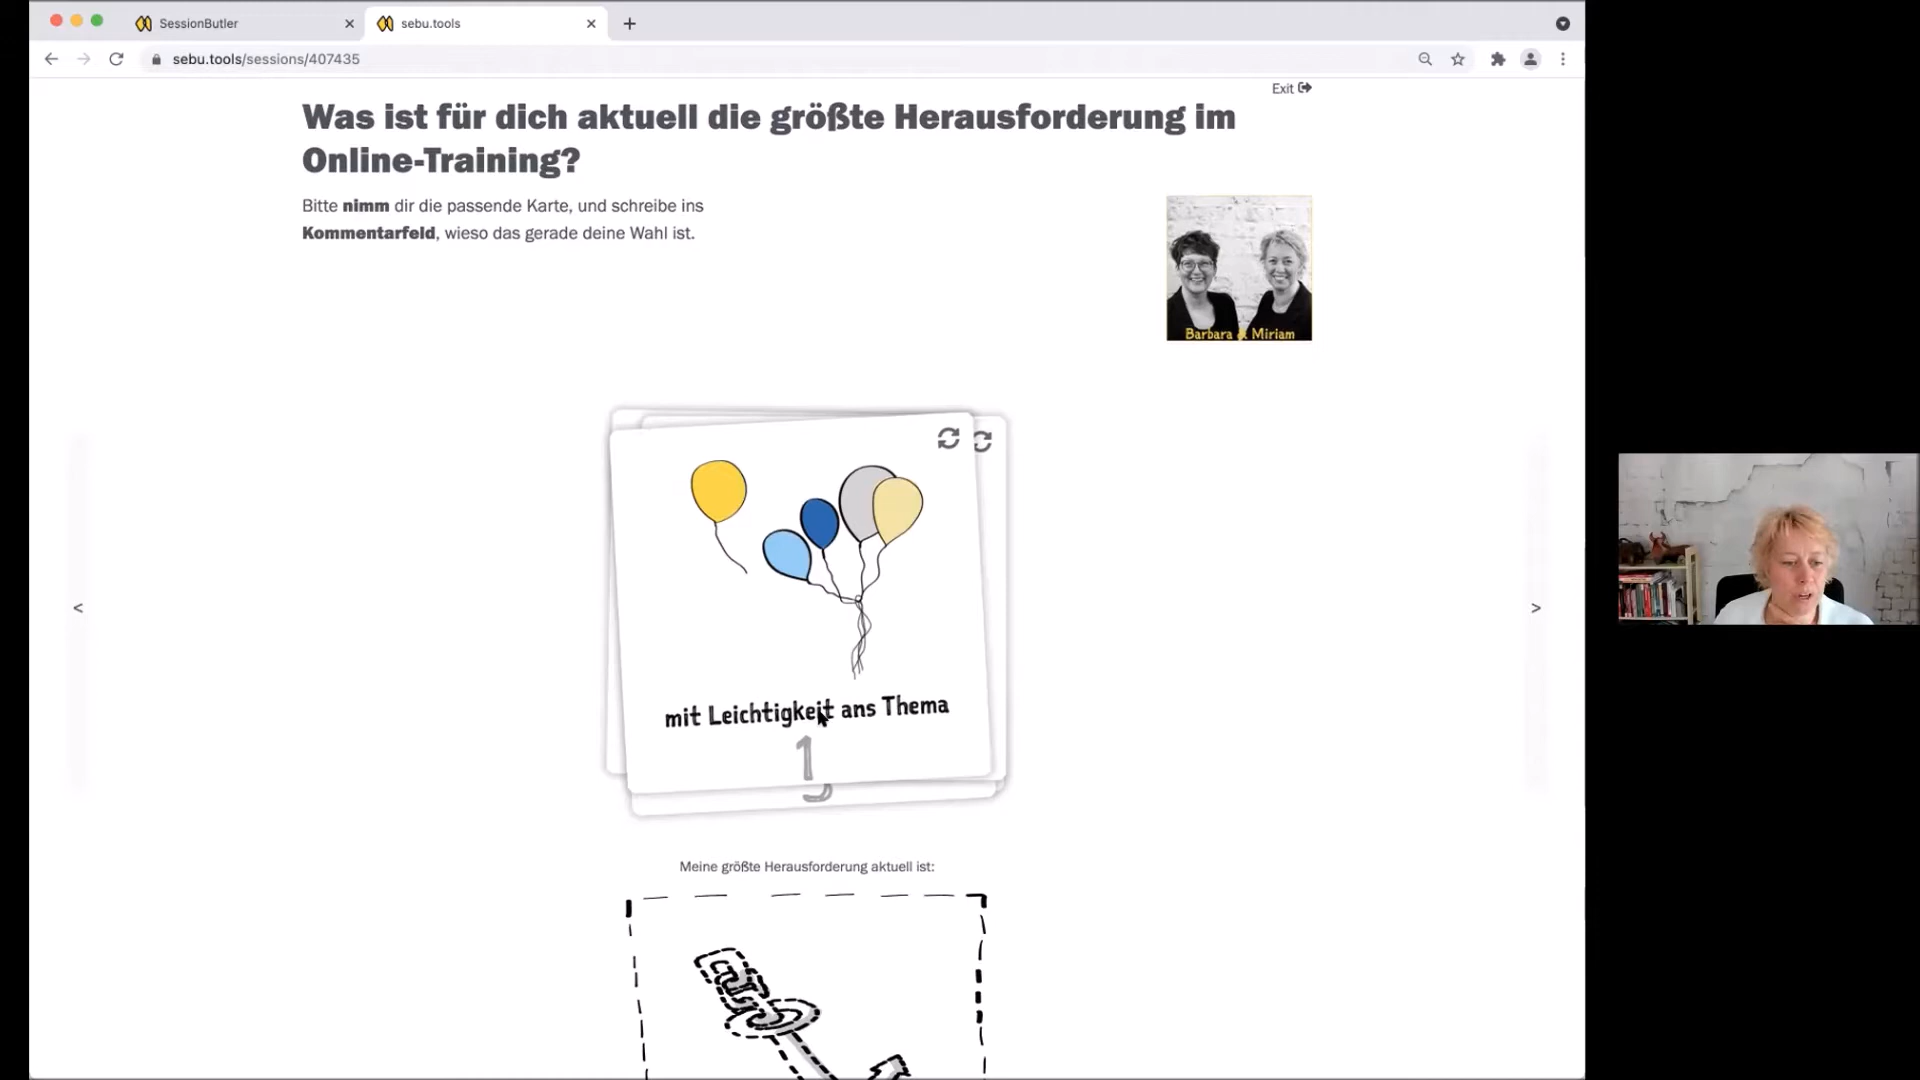 SessionButler
sebu.tools
sebu.tools/sessions/407435
Exit
Was ist für dich aktuell die größte Herausforderung im
Online-Training?
Bitte nimm dir die passende Karte, und schreibe ins
Kommentarfeld, wieso das gerade deine Wahl ist.
Barbara & Miriam
<
>
mit Leichtigkeit ans Thema
1
Meine größte Herausforderung aktuell ist: